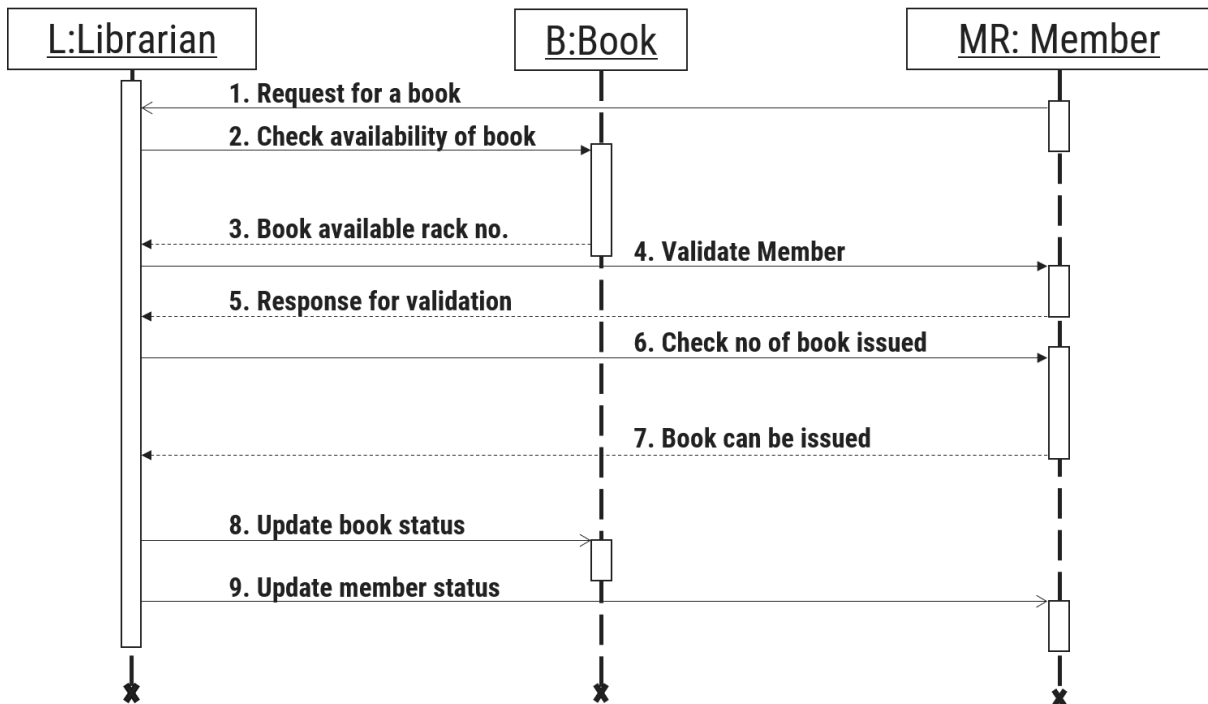 L:Librarian
B:Book
MR: Member
1. Request for a book
2. Check availability of book
3. Book available rack no.
4. Validate Member
5. Response for validation
6. Check no of book issued
7. Book can be issued
8. Update book status
9. Update member status